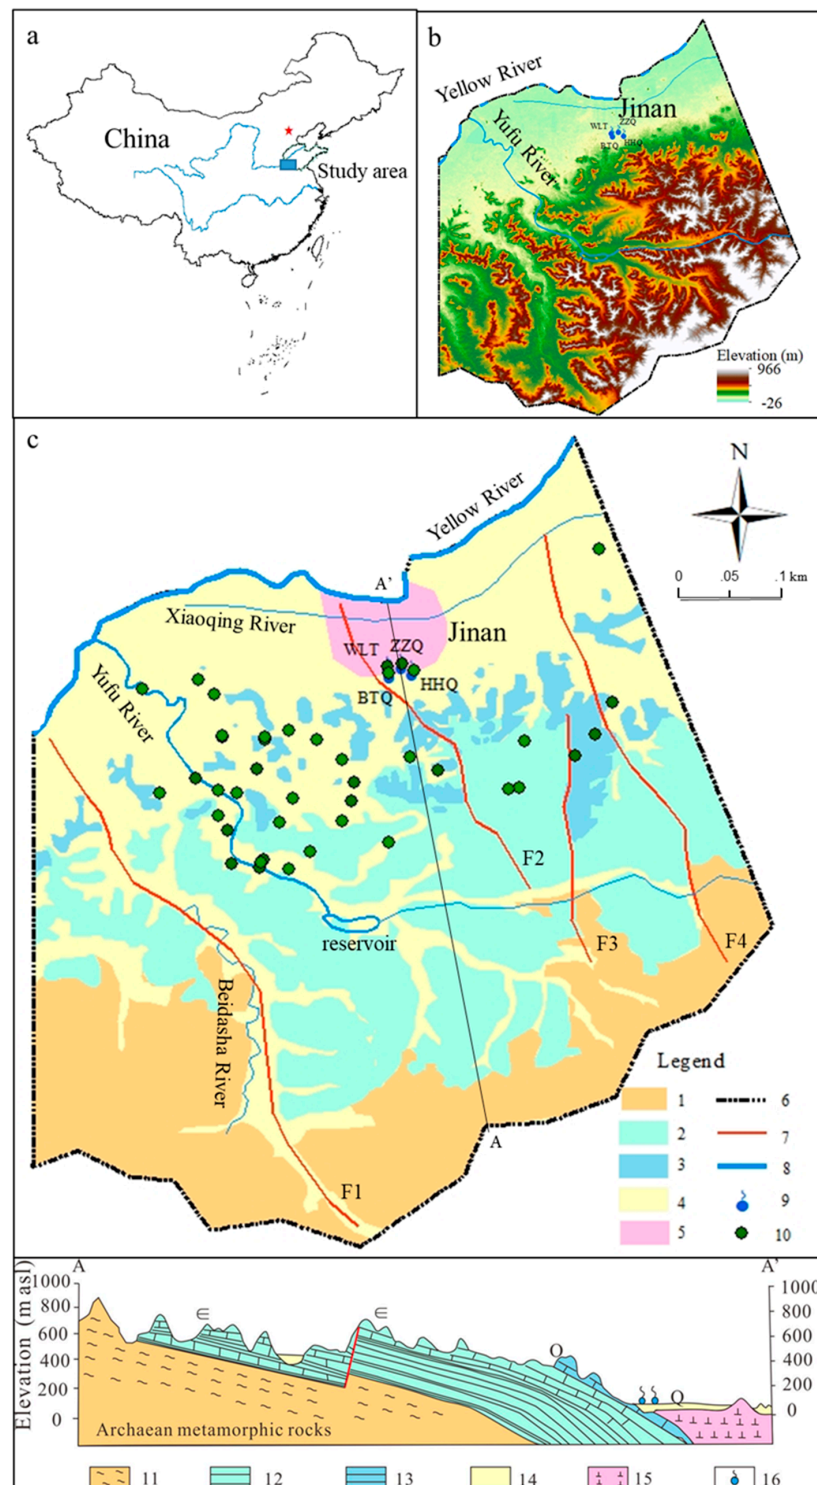 a
China
Study area
b
Yellow River
Jinan
WLT
ZZQ
BTQ
HHQ
Yufu River
Elevation (m)
966
-26
c
N
0 .05 .1 km
Yellow River
A'
Xiaoqing River
Jinan
WLT
ZZQ
BTQ
HHQ
Yufu River
F2
reservoir
F3
F4
Beidasha River
A
F1
Legend
1
6
2
7
3
8
4
9
5
10
A
A'
Elevation (m asl)
1000
800
600
400
200
0
∈
∈
O
Q
1000
800
600
400
200
0
Archaean metamorphic rocks
11
12
13
14
15
16